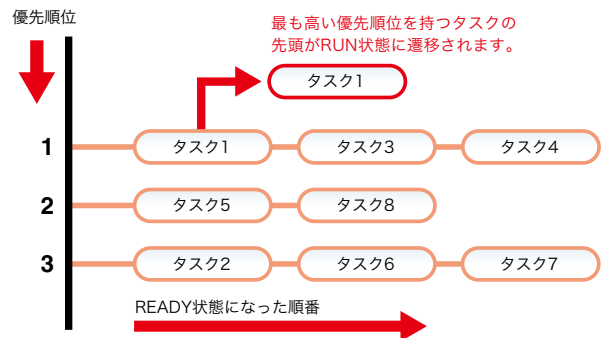 優先順位
最も高い優先順位を持つタスクの
先頭がRUN状態に遷移されます。
タスク1
1
タスク1
タスク3
タスク4
2
タスク5
タスク8
3
タスク2
タスク6
タスク7
READY状態になった順番